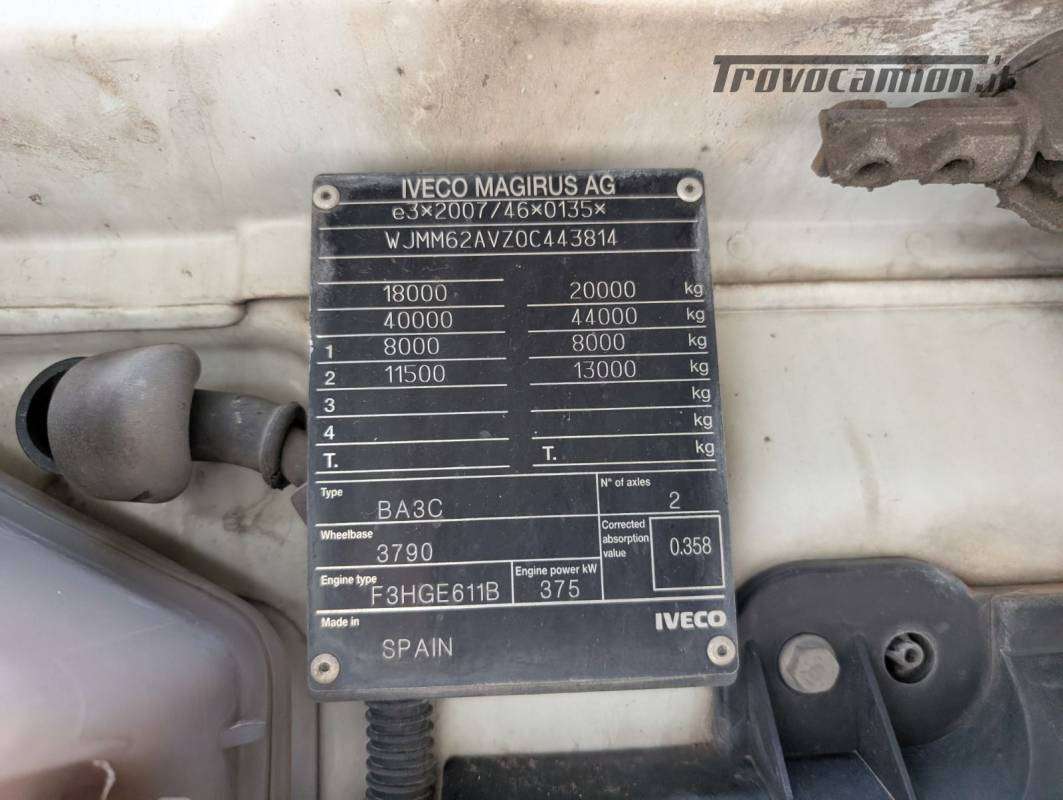 Trovocamion.it
IVECO MAGIRUS AG
e3×2007/46×0135×
WJMM62AVZ0C443814
18000 20000 kg
40000 44000 kg
1 8000 8000 kg
2 11500 13000 kg
3 kg
4 kg
T. T. kg
Type BA3C N° of axles 2
Wheelbase 3790 Corrected absorption value 0.358
Engine type F3HGE611B Engine power kW 375
Made in SPAIN IVECO